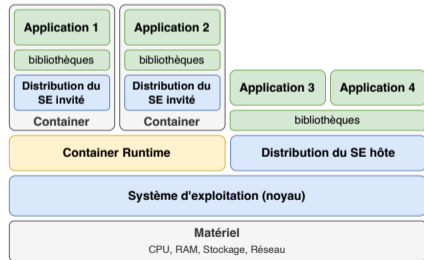 Application 1
Application 2
bibliothèques
bibliothèques
Distribution du
SE invité
Distribution du
SE invité
Application 3
Application 4
Container
Container
bibliothèques
Container Runtime
Distribution du SE hôte
Système d'exploitation (noyau)
Matériel
CPU, RAM, Stockage, Réseau